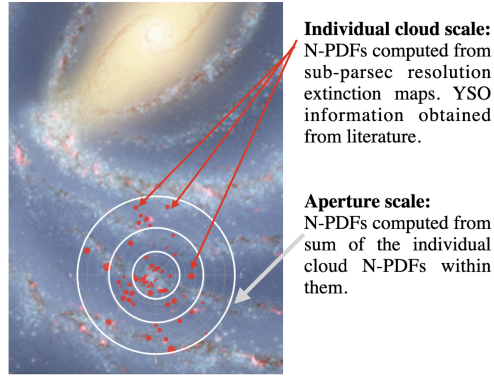 Individual cloud scale:
N-PDFs computed from
sub-parsec resolution
extinction maps. YSO
information obtained
from literature.
Aperture scale:
N-PDFs computed from
sum of the individual
cloud N-PDFs within
them.